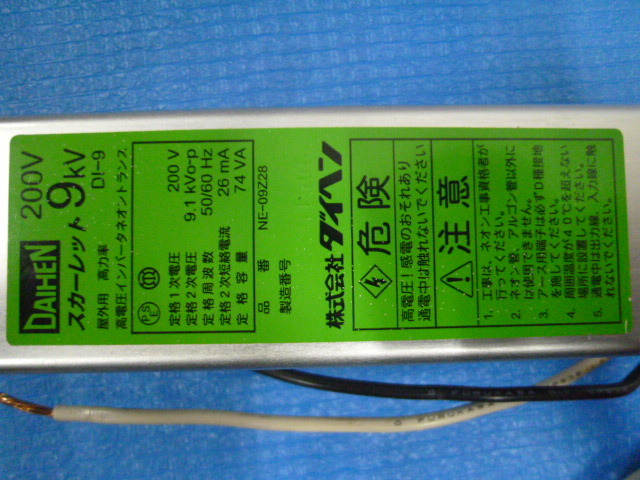 DAIHEN 200V
スカーレット 9kV
屋外用 高力率 DI-9
高電圧インバータネオントランス
PSE
定格1次電圧 200 V
定格2次電圧 9.1 kVo-p
定格周波数 50/60 Hz
定格2次短絡電流 26 mA
定格容量 74 VA
品番 NE-09Z28
製造番号
株式会社ダイヘン
危険
高電圧!感電のおそれあり
通電中は触れないでください
注意
1. 工事は、ネオン工事資格者が
行ってください。
2. ネオン管、アルゴン管以外に
は使用できません。
3. アース用端子は必ずD種接地
を施してください。
4. 周囲温度が4 ℃を超えない
場所に設置してください。
5. 通電中は出力線、入力線に触
れないでください。